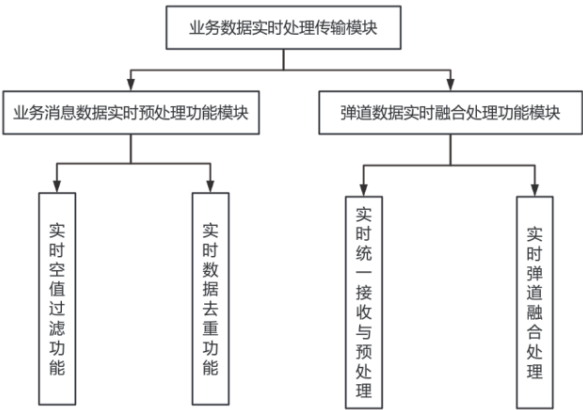 业务数据实时处理传输模块
业务消息数据实时预处理功能模块
弹道数据实时融合处理功能模块
实时空值过滤功能
实时数据去重功能
实时统一接收与预处理
实时弹道融合处理